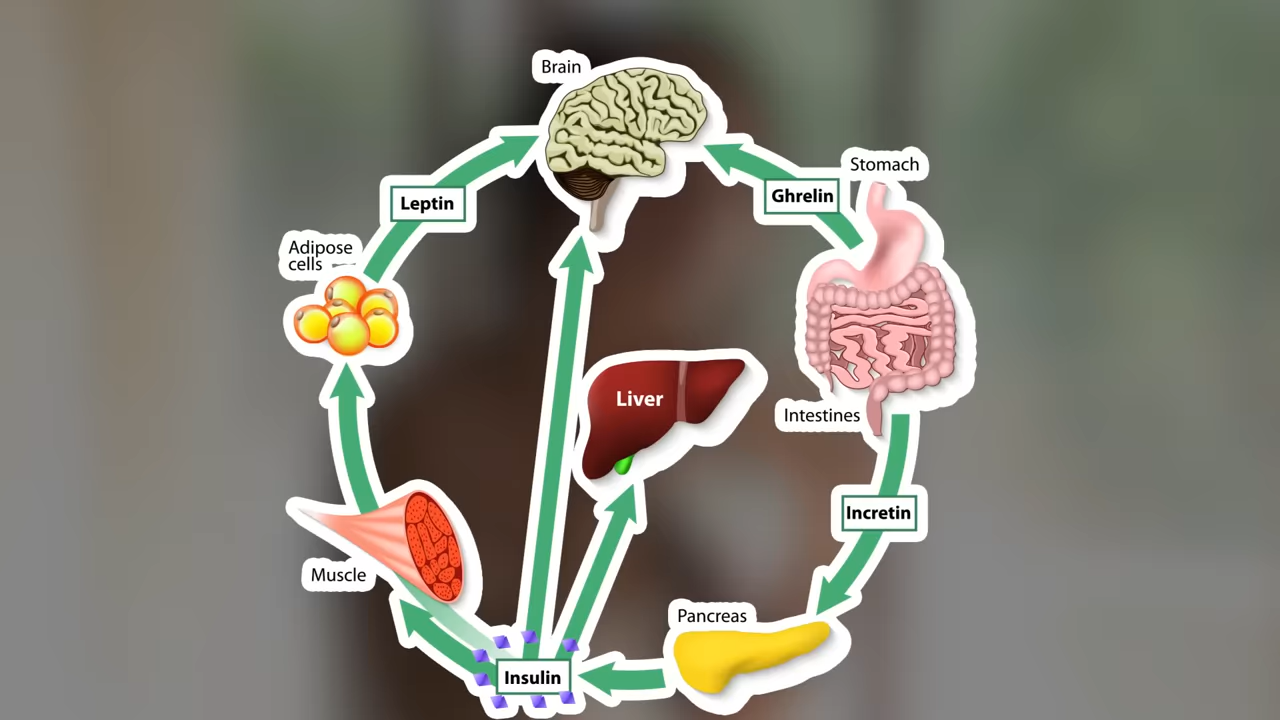 Brain
Stomach
Leptin
Ghrelin
Adipose
cells
Liver
Intestines
Incretin
Muscle
Pancreas
Insulin